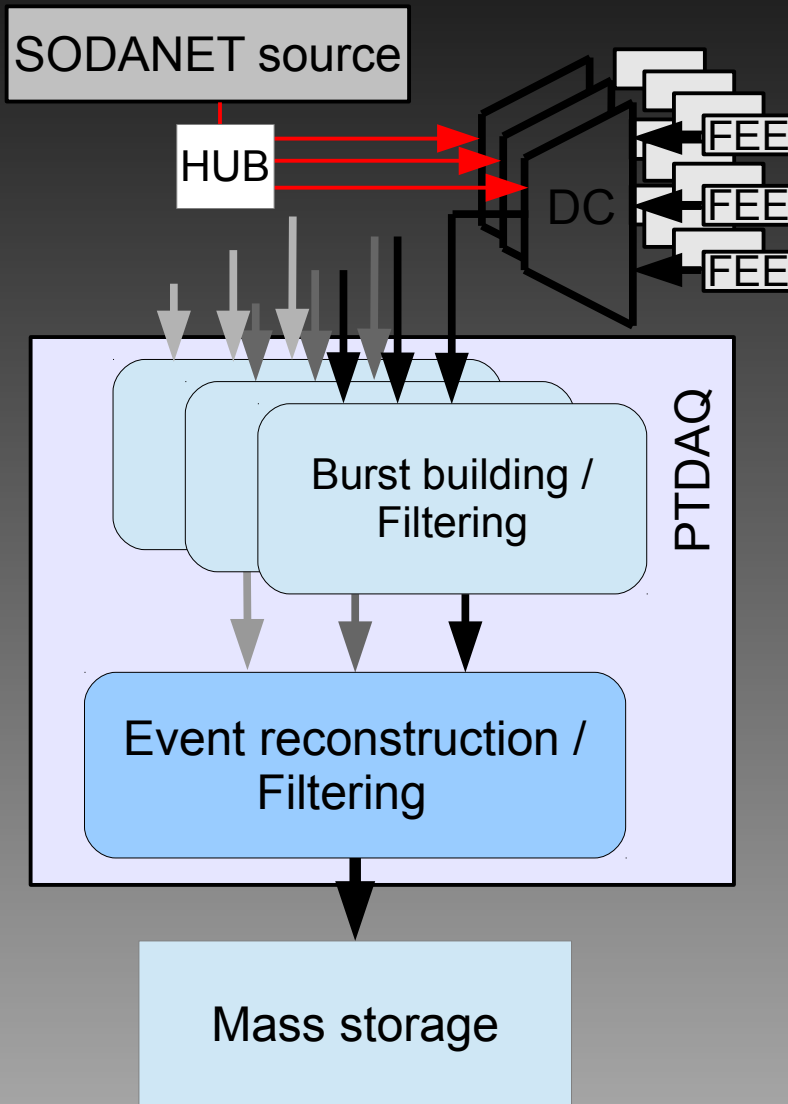 SODANET source
HUB
DC
FEE
FEE
FEE
PTDAQ
Burst building /
Filtering
Event reconstruction /
Filtering
Mass storage